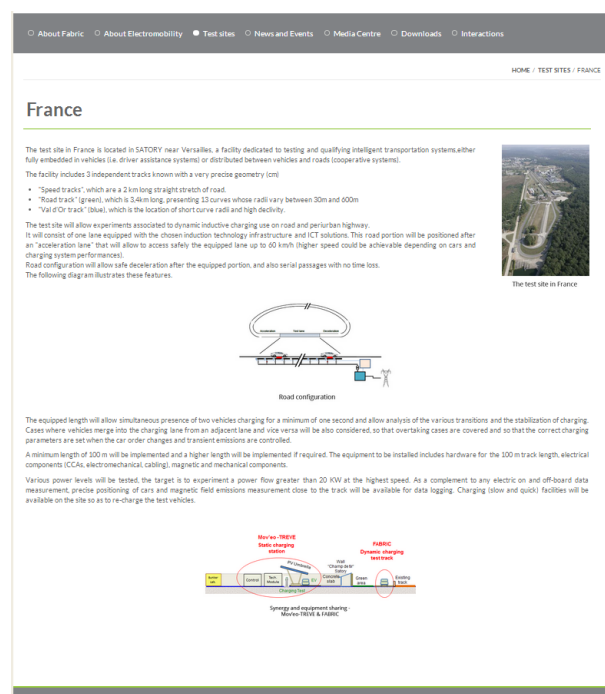 About Fabric About Electromobility Test sites News and Events Media Centre Downloads Interactions
HOME / TEST SITES / FRANCE
France
The test site in France is located in SATORY near Versailles, a facility dedicated to testing and qualifying intelligent transportation systems,either
fully embedded in vehicles (i.e. driver assistance systems) or distributed between vehicles and roads (cooperative systems).
The facility includes 3 independent tracks known with a very precise geometry (cm)
"Speed tracks", which are a 2 km long straight stretch of road.
"Road track" (green), which is 3,4km long, presenting 13 curves whose radii vary between 30m and 600m
"Val d'Or track" (blue), which is the location of short curve radii and high declivity.
The test site will allow experiments associated to dynamic inductive charging use on road and periurban highway.
It will consist of one lane equipped with the chosen induction technology infrastructure and ICT solutions. This road portion will be positioned after
an "acceleration lane" that will allow to access safely the equipped lane up to 60 km/h (higher speed could be achievable depending on cars and
charging system performances).
Road configuration will allow safe deceleration after the equipped portion, and also serial passages with no time loss.
The following diagram illustrates these features.
The test site in France
Acceleration Test lane Deceleration
Road configuration
The equipped length will allow simultaneous presence of two vehicles charging for a minimum of one second and allow analysis of the various transitions and the stabilization of charging.
Cases where vehicles merge into the charging lane from an adjacent lane and vice versa will be also considered, so that overtaking cases are covered and so that the correct charging
parameters are set when the car order changes and transient emissions are controlled.
A minimum length of 100 m will be implemented and a higher length will be implemented if required. The equipment to be installed includes hardware for the 100 m track length, electrical
components (CCAs, electromechanical, cabling), magnetic and mechanical components.
Various power levels will be tested, the target is to experiment a power flow greater than 20 KW at the highest speed. As a complement to any electric on and off-board data
measurement, precise positioning of cars and magnetic field emissions measurement close to the track will be available for data logging. Charging (slow and quick) facilities will be
available on the site so as to re-charge the test vehicles.
Mov'eo -TREVE
Static charging
station
FABRIC
Dynamic charging
test track
PV Umbrella
Wall
Control
Tech.
Module
EV
Concrete
Green
area
Existing
track
Charging Test
Synergy and equipment sharing -
Mov'eo-TREVE & FABRIC